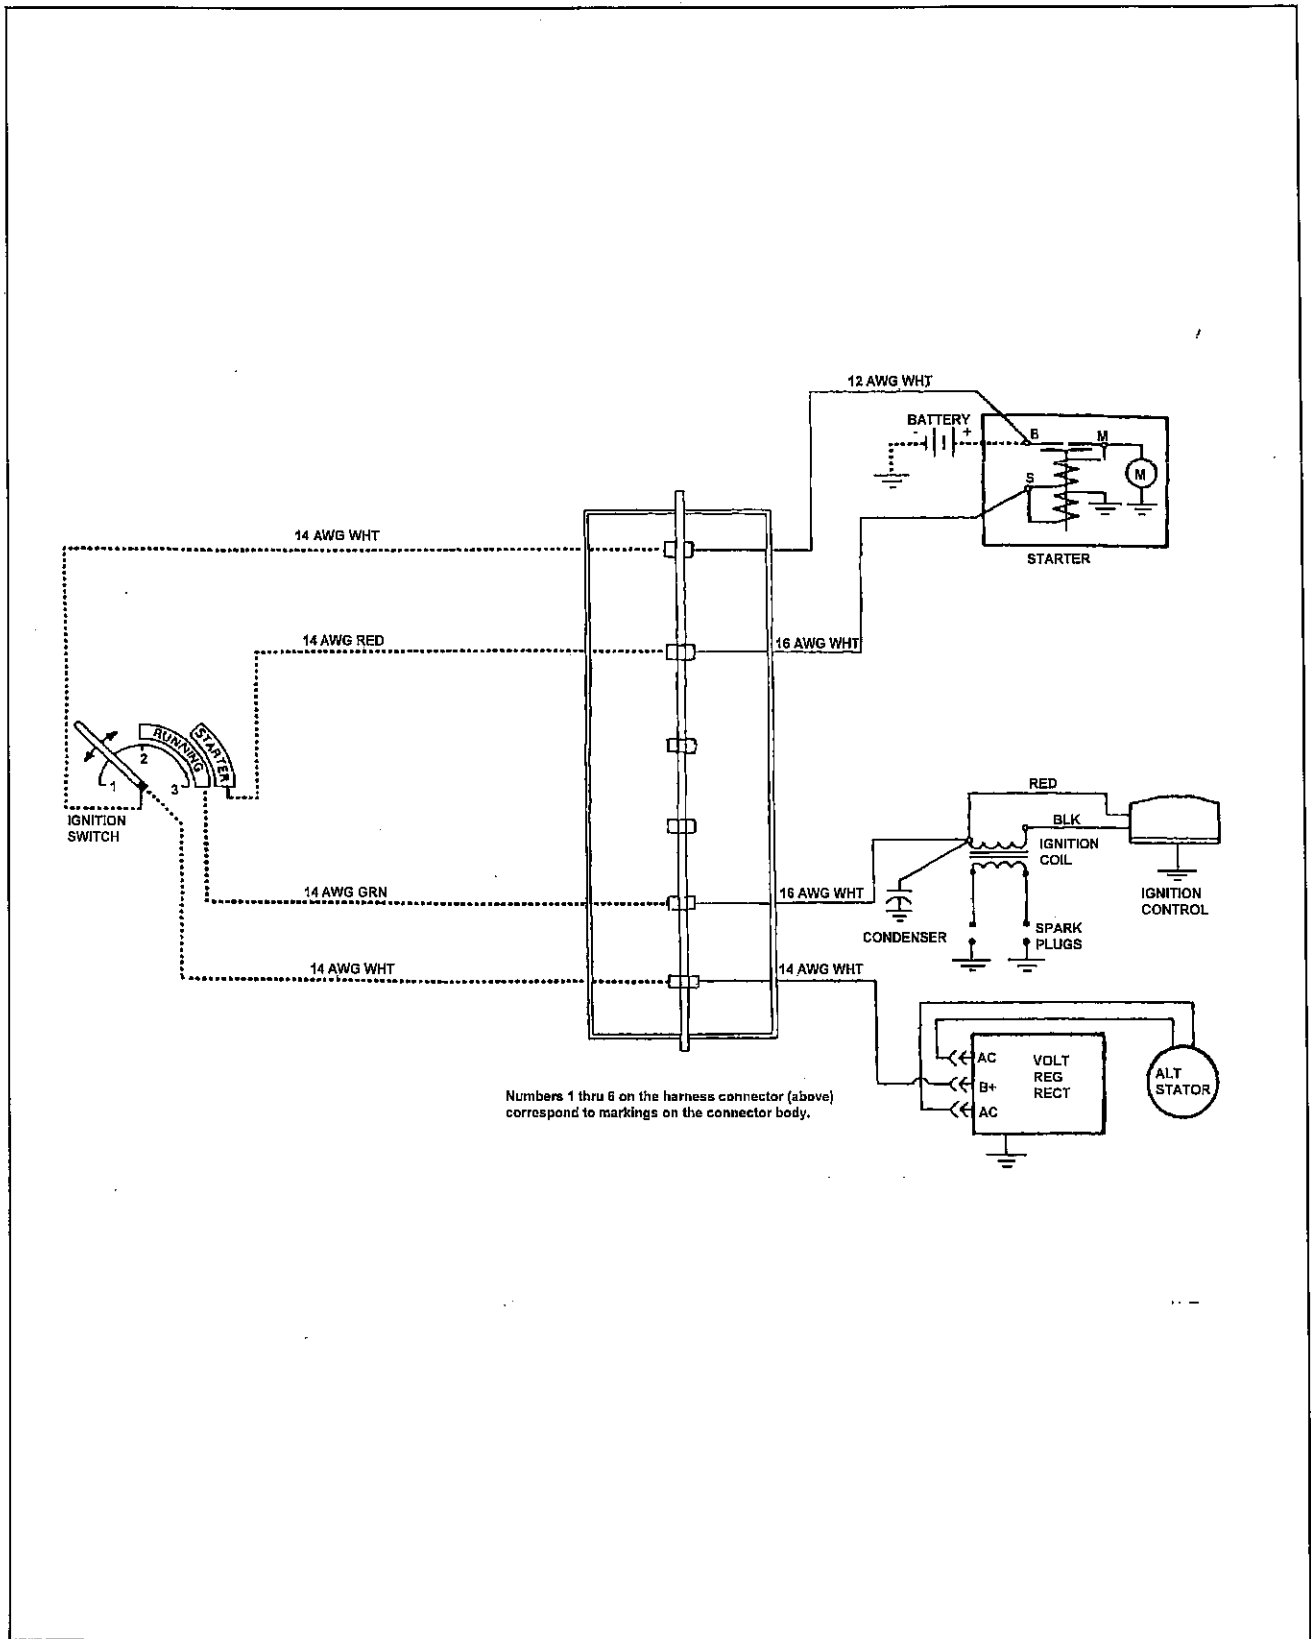 12 AWG WHT
BATTERY
- +
B
M
M
S
STARTER
14 AWG WHT
14 AWG RED
16 AWG WHT
RUNNING
STARTER
1
2
3
IGNITION
SWITCH
RED
BLK
IGNITION
COIL
IGNITION
CONTROL
14 AWG GRN
16 AWG WHT
CONDENSER
SPARK
PLUGS
14 AWG WHT
14 AWG WHT
AC
B+
AC
VOLT
REG
RECT
ALT
STATOR
Numbers 1 thru 6 on the harness connector (above)
correspond to markings on the connector body.